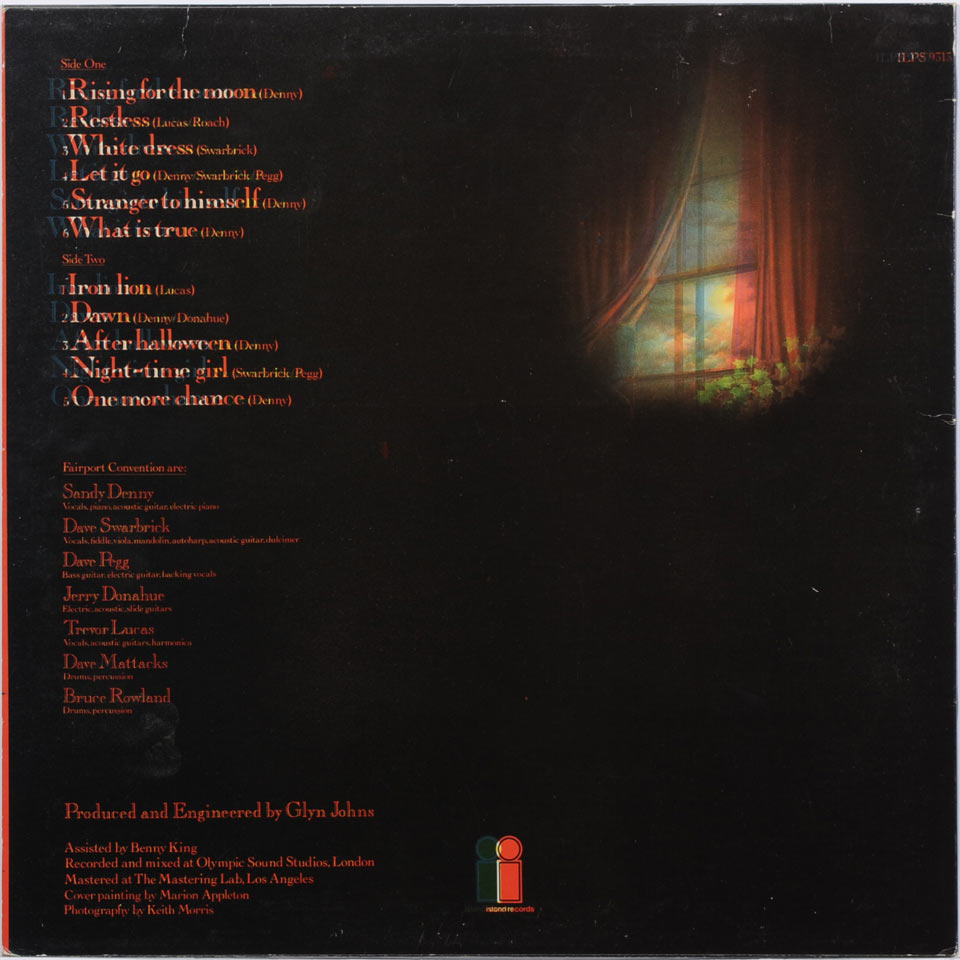 ILPS 9313
Side One
1 Rising for the moon (Denny)
2 Restless (Lucas/Roach)
3 White dress (Swarbrick)
4 Let it go (Denny/Swarbrick/Pegg)
5 Stranger to himself (Denny)
6 What is true (Denny)
Side Two
1 Iron lion (Lucas)
2 Dawn (Denny/Donahue)
3 After halloween (Denny)
4 Night-time girl (Swarbrick/Pegg)
5 One more chance (Denny)
Fairport Convention are:
Sandy Denny
Vocals, piano, acoustic guitar, electric piano
Dave Swarbrick
Vocals, fiddle, viola, mandolin, autoharp, acoustic guitar, dulcimer
Dave Pegg
Bass guitar, electric guitar, backing vocals
Jerry Donahue
Electric, acoustic, slide guitars
Trevor Lucas
Vocals, acoustic guitars, harmonica
Dave Mattacks
Drums, percussion
Bruce Rowland
Drums, percussion
Produced and Engineered by Glyn Johns
Assisted by Benny King
Recorded and mixed at Olympic Sound Studios, London
Mastered at The Mastering Lab, Los Angeles
Cover painting by Marion Appleton
Photography by Keith Morris
island records